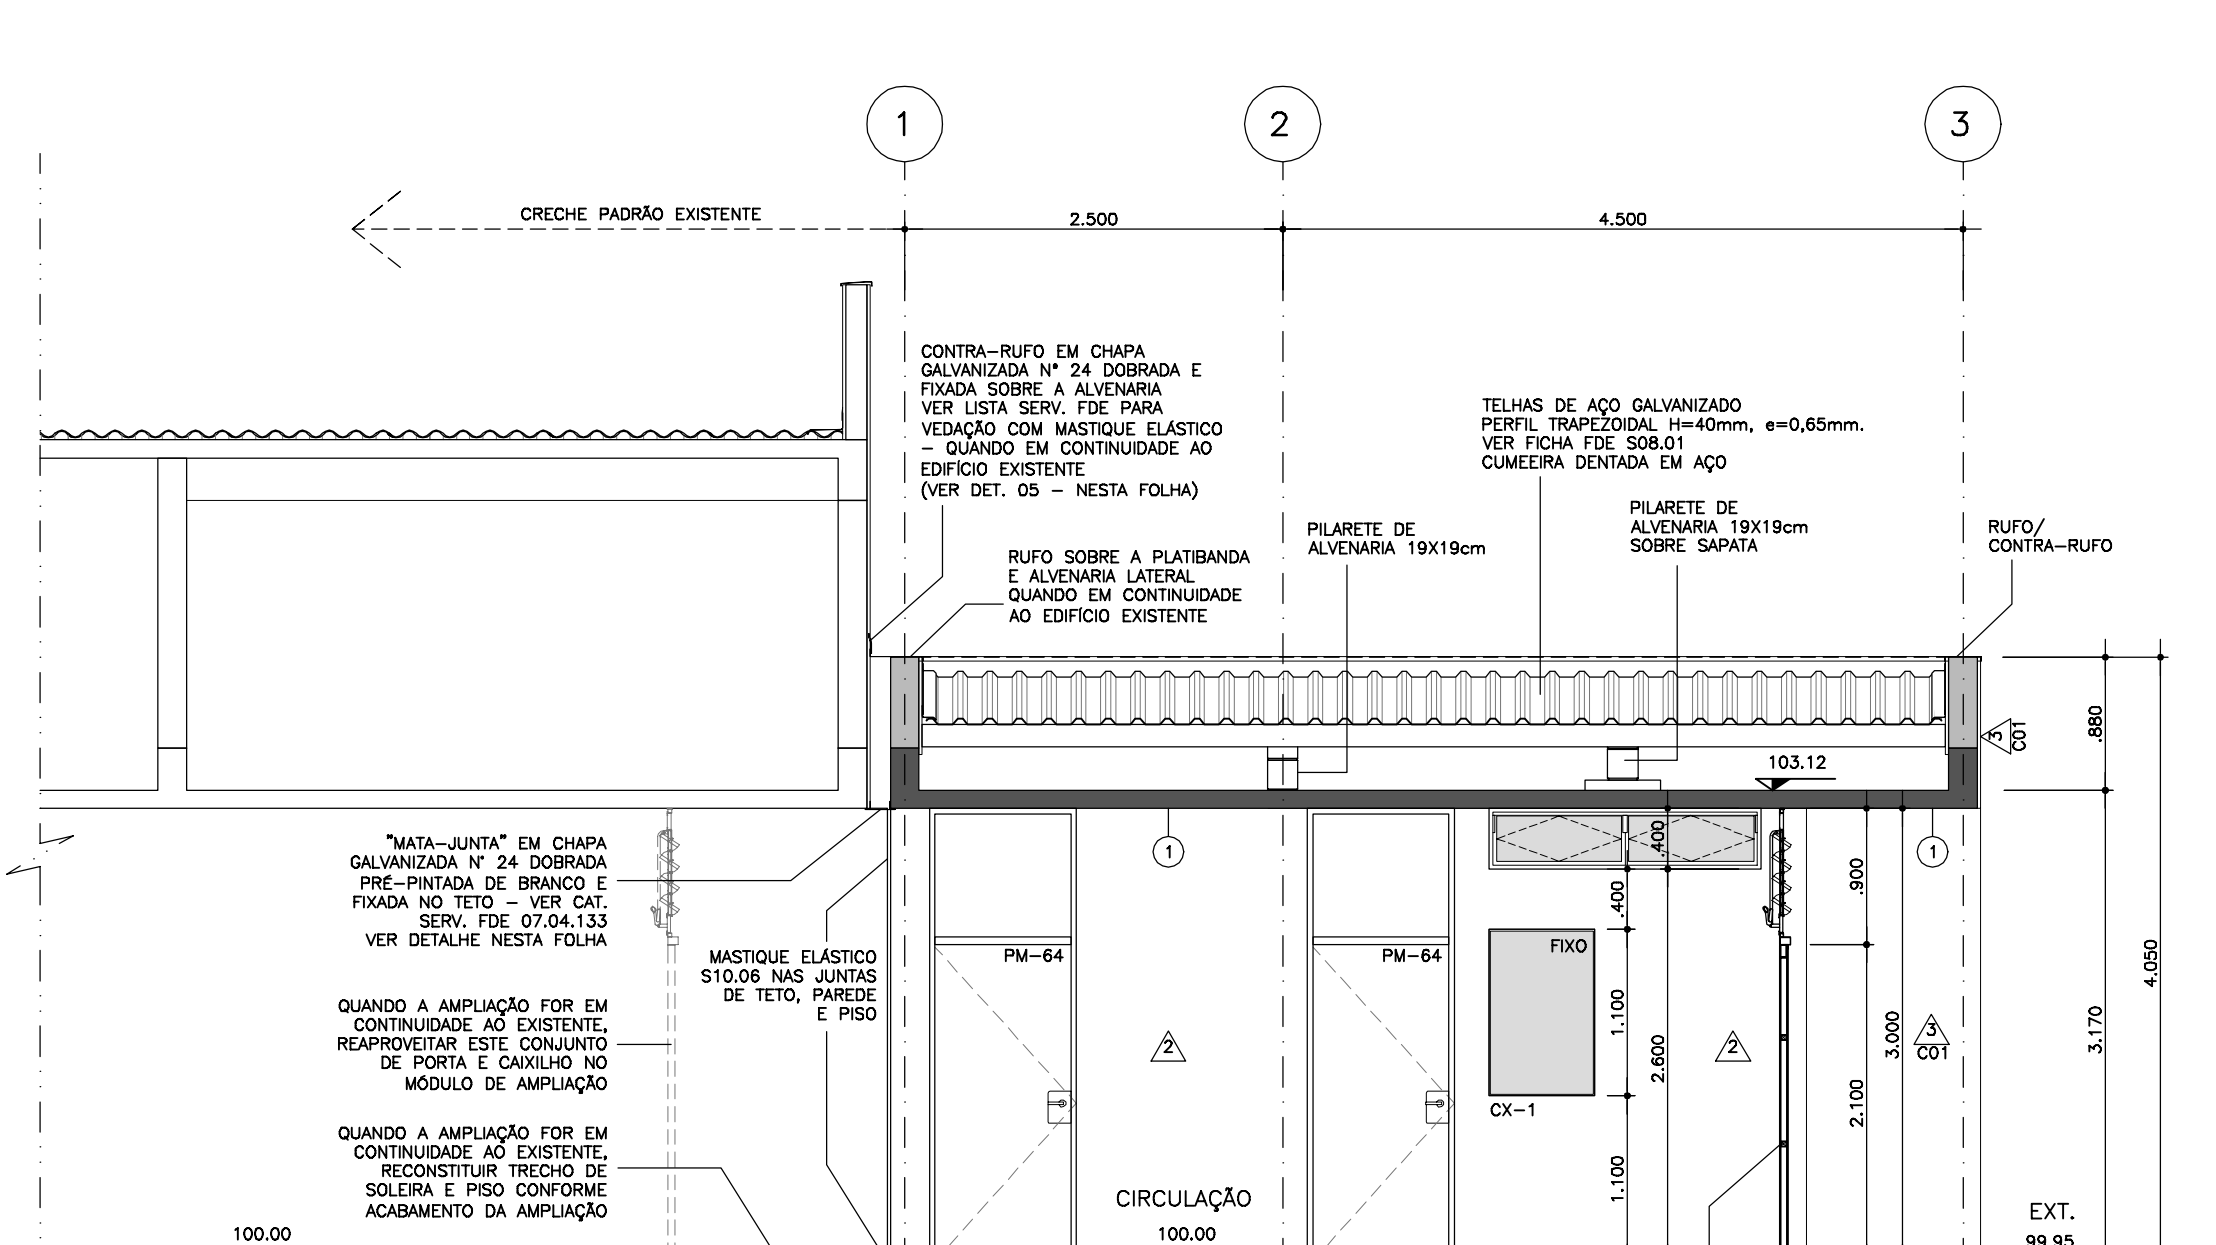 1
2
3
CRECHE PADRÃO EXISTENTE
2.500
4.500
CONTRA-RUFO EM CHAPA
GALVANIZADA N° 24 DOBRADA E
FIXADA SOBRE A ALVENARIA
VER LISTA SERV. FDE PARA
VEDAÇÃO COM MASTIQUE ELÁSTICO
- QUANDO EM CONTINUIDADE AO
EDIFÍCIO EXISTENTE
(VER DET. 05 - NESTA FOLHA)
TELHAS DE AÇO GALVANIZADO
PERFIL TRAPEZOIDAL H=40mm, e=0,65mm.
VER FICHA FDE S08.01
CUMEEIRA DENTADA EM AÇO
PILARETE DE
ALVENARIA 19X19cm
PILARETE DE
ALVENARIA 19X19cm
SOBRE SAPATA
RUFO/
CONTRA-RUFO
RUFO SOBRE A PLATIBANDA
E ALVENARIA LATERAL
QUANDO EM CONTINUIDADE
AO EDIFÍCIO EXISTENTE
103.12
3
C01
.880
"MATA-JUNTA" EM CHAPA
GALVANIZADA N° 24 DOBRADA
PRÉ-PINTADA DE BRANCO E
FIXADA NO TETO - VER CAT.
SERV. FDE 07.04.133
VER DETALHE NESTA FOLHA
1
.400
1
.400
.900
MASTIQUE ELÁSTICO
S10.06 NAS JUNTAS
DE TETO, PAREDE
E PISO
PM-64
PM-64
FIXO
4.050
QUANDO A AMPLIAÇÃO FOR EM
CONTINUIDADE AO EXISTENTE,
REAPROVEITAR ESTE CONJUNTO
DE PORTA E CAIXILHO NO
MÓDULO DE AMPLIAÇÃO
2
1.100
2.600
2
3.000
3
C01
3.170
CX-1
2.100
QUANDO A AMPLIAÇÃO FOR EM
CONTINUIDADE AO EXISTENTE,
RECONSTITUIR TRECHO DE
SOLEIRA E PISO CONFORME
ACABAMENTO DA AMPLIAÇÃO
1.100
CIRCULAÇÃO
100.00
100.00
EXT.
99.95